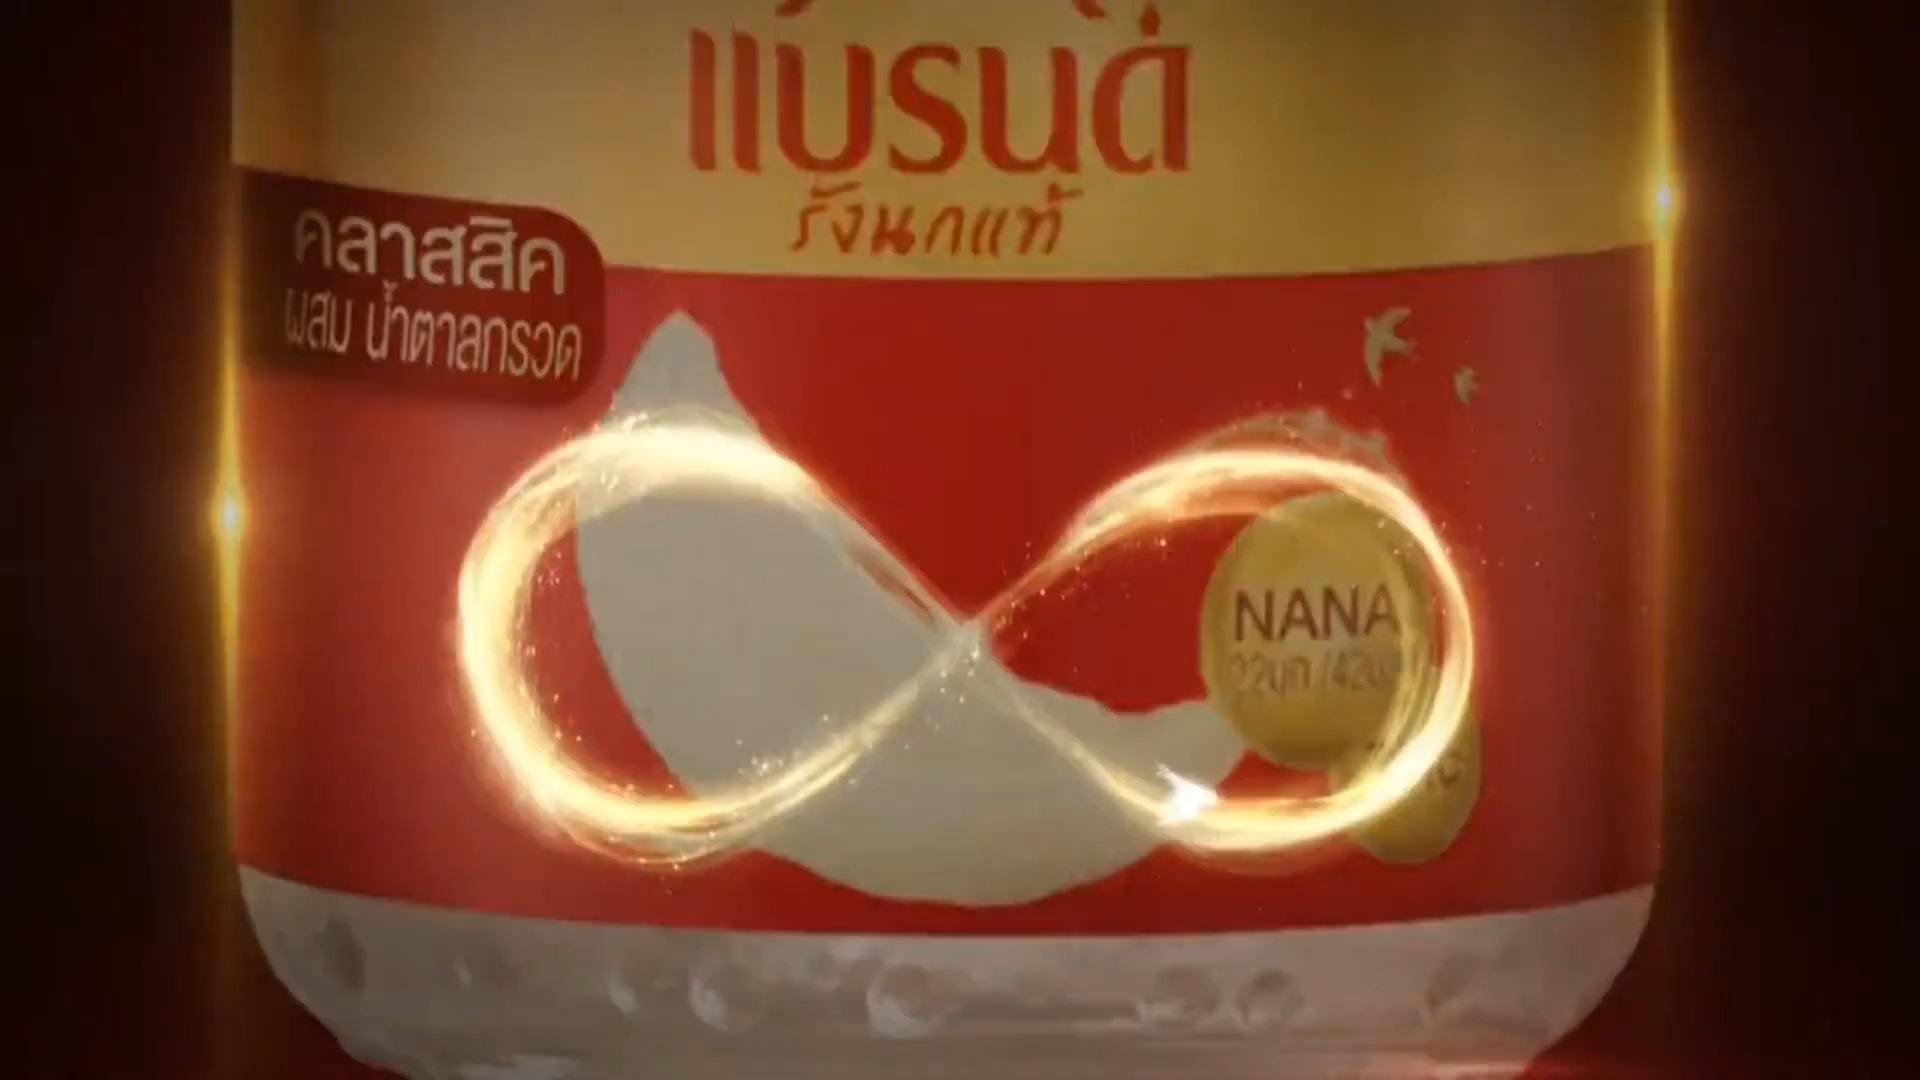 แบรนด์
รังนกแท้
คลาสสิค
ผสม น้ำตาลกรวด
NANA